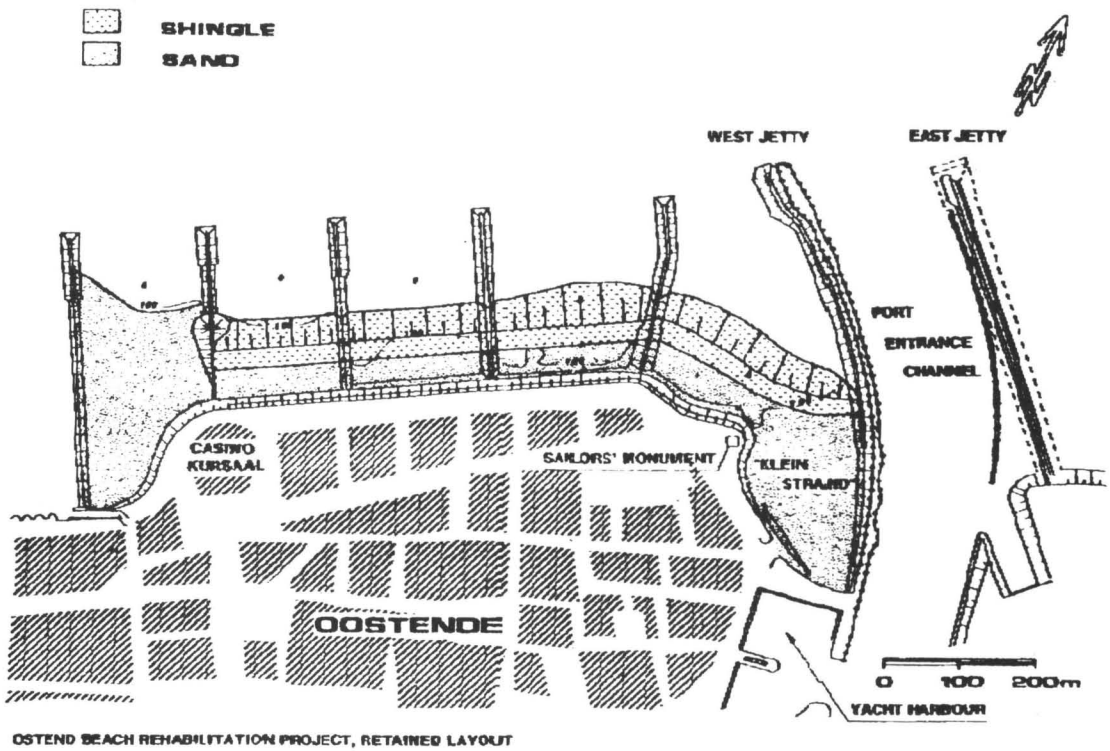 SHINGLE
SAND
N
WEST JETTY
EAST JETTY
PORT
ENTRANCE
CHANNEL
CASINO
KURSAAL
SAILORS' MONUMENT
KLEIN
STRAND
OOSTENDE
0 100 200m
YACHT HARBOUR
OSTEND BEACH REHABILITATION PROJECT, RETAINED LAYOUT